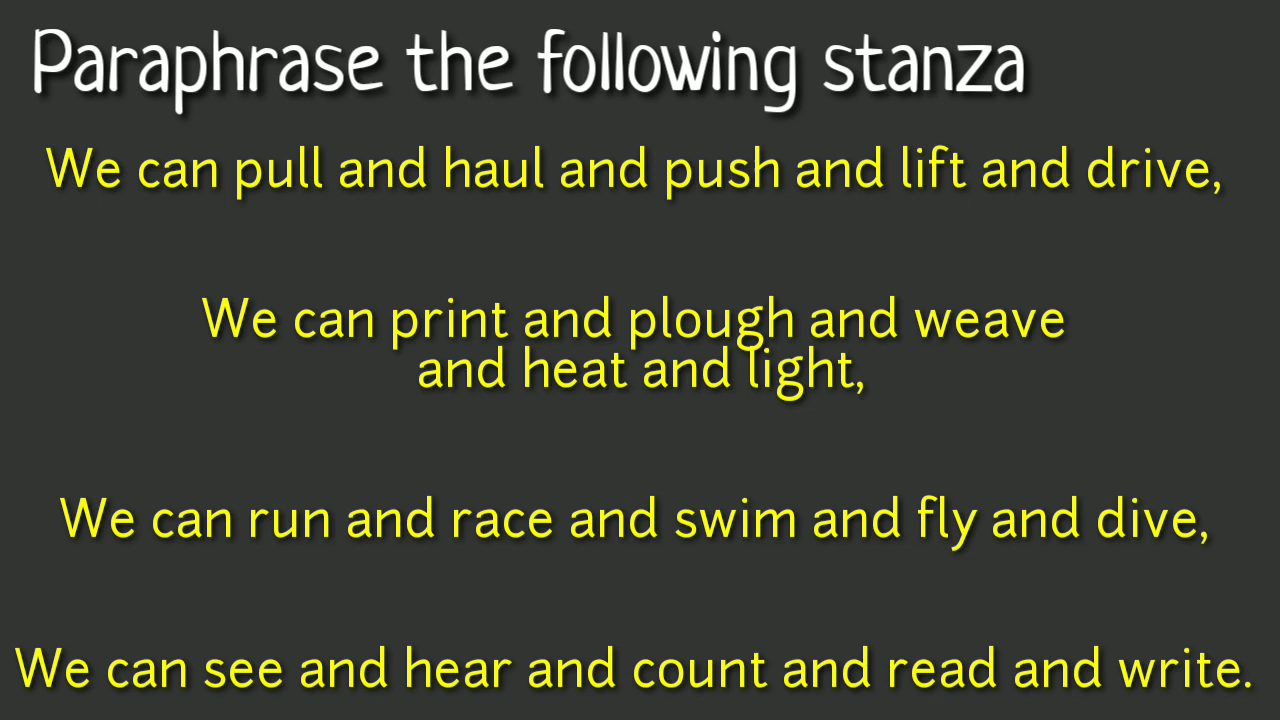 Paraphrase the following stanza
We can pull and haul and push and lift and drive,
We can print and plough and weave
and heat and light,
We can run and race and swim and fly and dive,
We can see and hear and count and read and write.